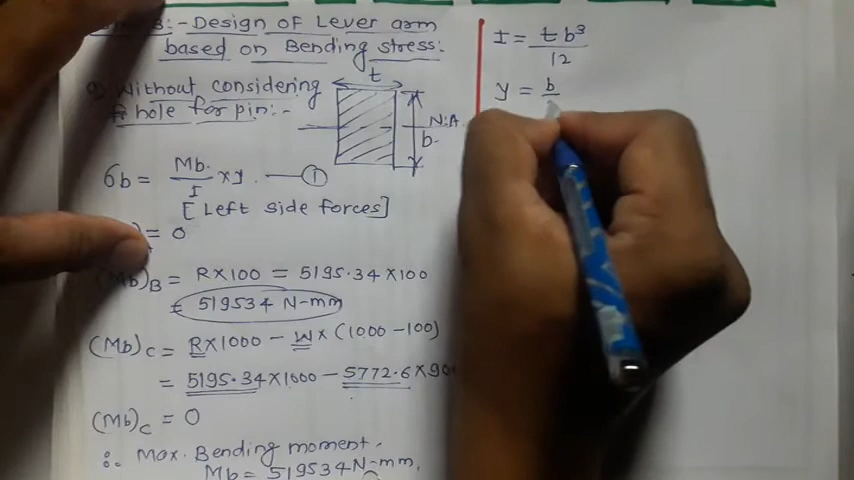 :- Design of Lever arm
based on Bending stress:
Without considering
hole for pin:-
t
N.A.
b
σb = Mb/I × y. —— ①
[Left side forces]
= 0
(Mb)B = R×100 = 5195.34 ×100
= 519534 N-mm
(Mb)C = R×1000 - W × (1000-100)
= 5195.34×1000 - 5772.6×90
(Mb)C = 0
∴ Max. Bending moment.
Mb = 519534 N-mm.
I = t b³/12
y = b/